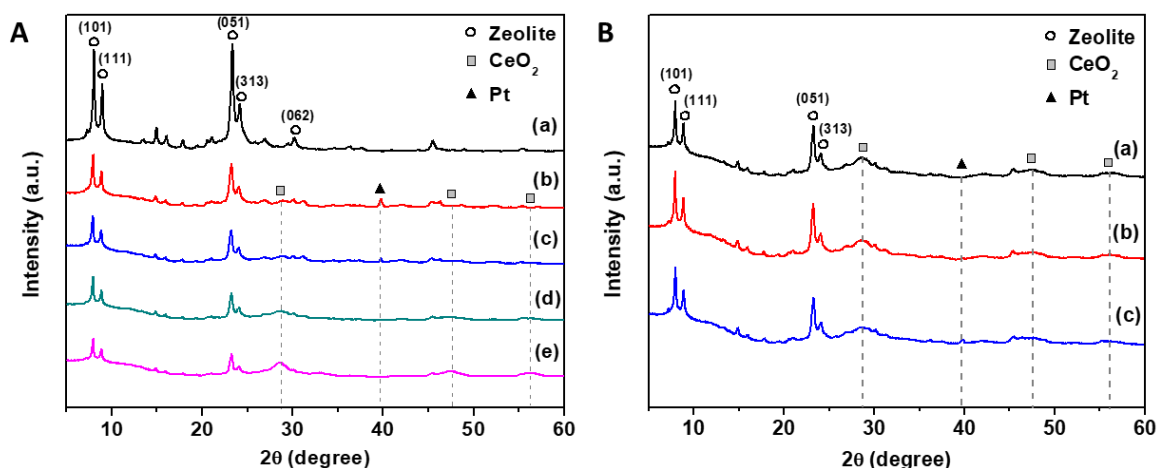 A
(101)
(111)
(051)
(313)
(062)
Zeolite
CeO2
Pt
(a)
(b)
(c)
(d)
(e)
Intensity (a.u.)
10 20 30 40 50 60
2θ (degree)
B
(101)
(111)
(051)
(313)
Zeolite
CeO2
Pt
(a)
(b)
(c)
Intensity (a.u.)
10 20 30 40 50 60
2θ (degree)